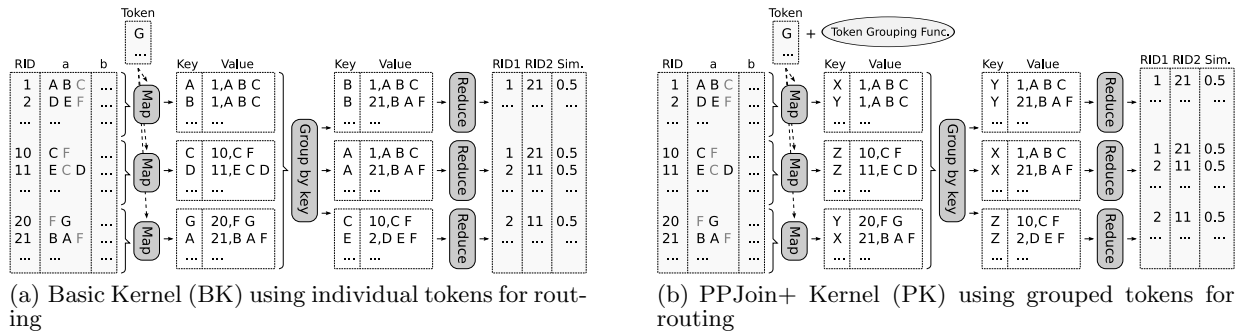 Token
G
...
RID a b
1 A B C ...
2 D E F ...
...
10 C F ...
11 E C D ...
...
20 F G ...
21 B A F ...
...
Map
Map
Map
Key Value
A 1,A B C
B 1,A B C
... ...
C 10,C F
D 11,E C D
... ...
G 20,F G
A 21,B A F
... ...
Group by key
Key Value
B 1,A B C
B 21,B A F
... ...
A 1,A B C
A 21,B A F
... ...
C 10,C F
E 2,D E F
... ...
Reduce
Reduce
Reduce
RID1 RID2 Sim.
1 21 0.5
... ... ...
1 21 0.5
2 11 0.5
... ... ...
2 11 0.5
... ... ...
(a) Basic Kernel (BK) using individual tokens for rout-
ing
Token
G
...
+ Token Grouping Func.
RID a b
1 A B C ...
2 D E F ...
...
10 C F ...
11 E C D ...
...
20 F G ...
21 B A F ...
...
Map
Map
Map
Key Value
X 1,A B C
Y 1,A B C
... ...
Z 10,C F
Z 11,E C D
... ...
Y 20,F G
X 21,B A F
... ...
Group by key
Key Value
Y 1,A B C
Y 21,B A F
... ...
X 1,A B C
X 21,B A F
... ...
Z 10,C F
Z 2,D E F
... ...
Reduce
Reduce
Reduce
RID1 RID2 Sim.
1 21 0.5
... ... ...
1 21 0.5
2 11 0.5
... ... ...
2 11 0.5
... ... ...
(b) PPJoin+ Kernel (PK) using grouped tokens for
routing